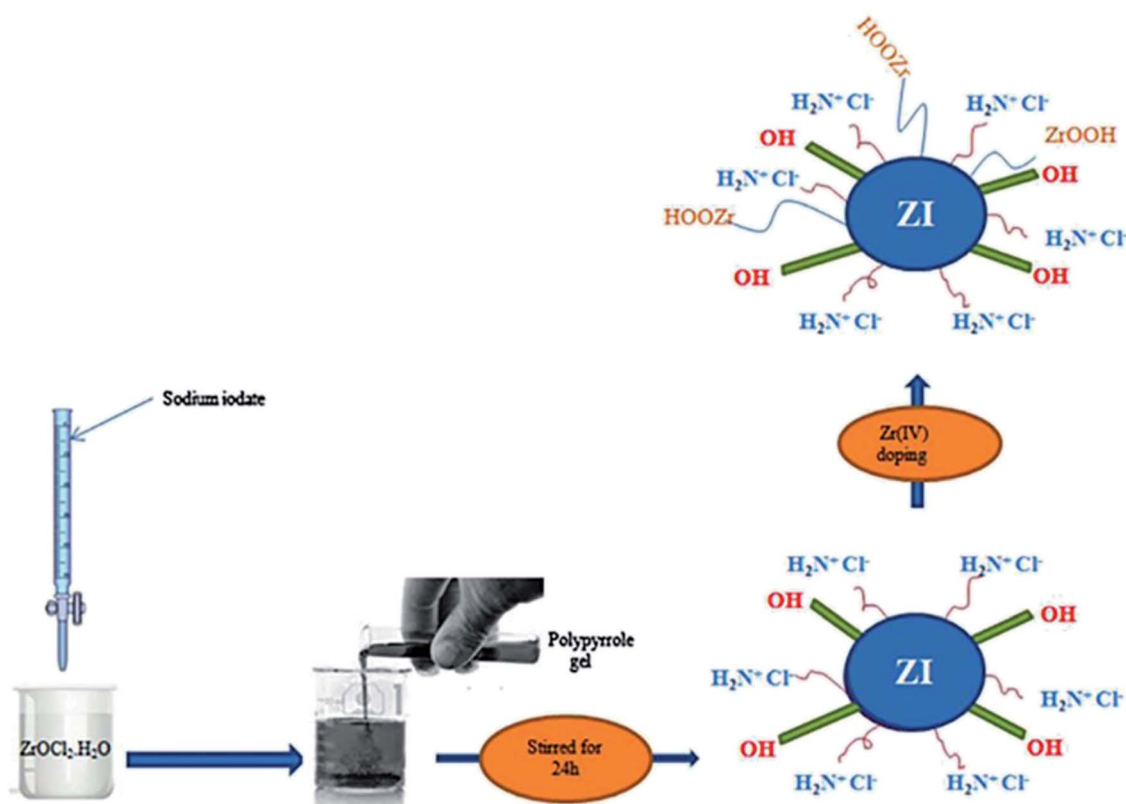 HOOZr
H₂N⁺Cl⁻
H₂N⁺Cl⁻
ZrOOH
OH
OH
H₂N⁺Cl⁻
ZI
HOOZr
H₂N⁺Cl⁻
OH
OH
H₂N⁺Cl⁻
H₂N⁺Cl⁻
Sodium iodate
Zr(IV)
doping
H₂N⁺Cl⁻
H₂N⁺Cl⁻
OH
OH
Polypyrrole
gel
H₂N⁺Cl⁻
ZI
H₂N⁺Cl⁻
ZrOCl₂.H₂O
Stirred for
24h
OH
OH
H₂N⁺Cl⁻
H₂N⁺Cl⁻